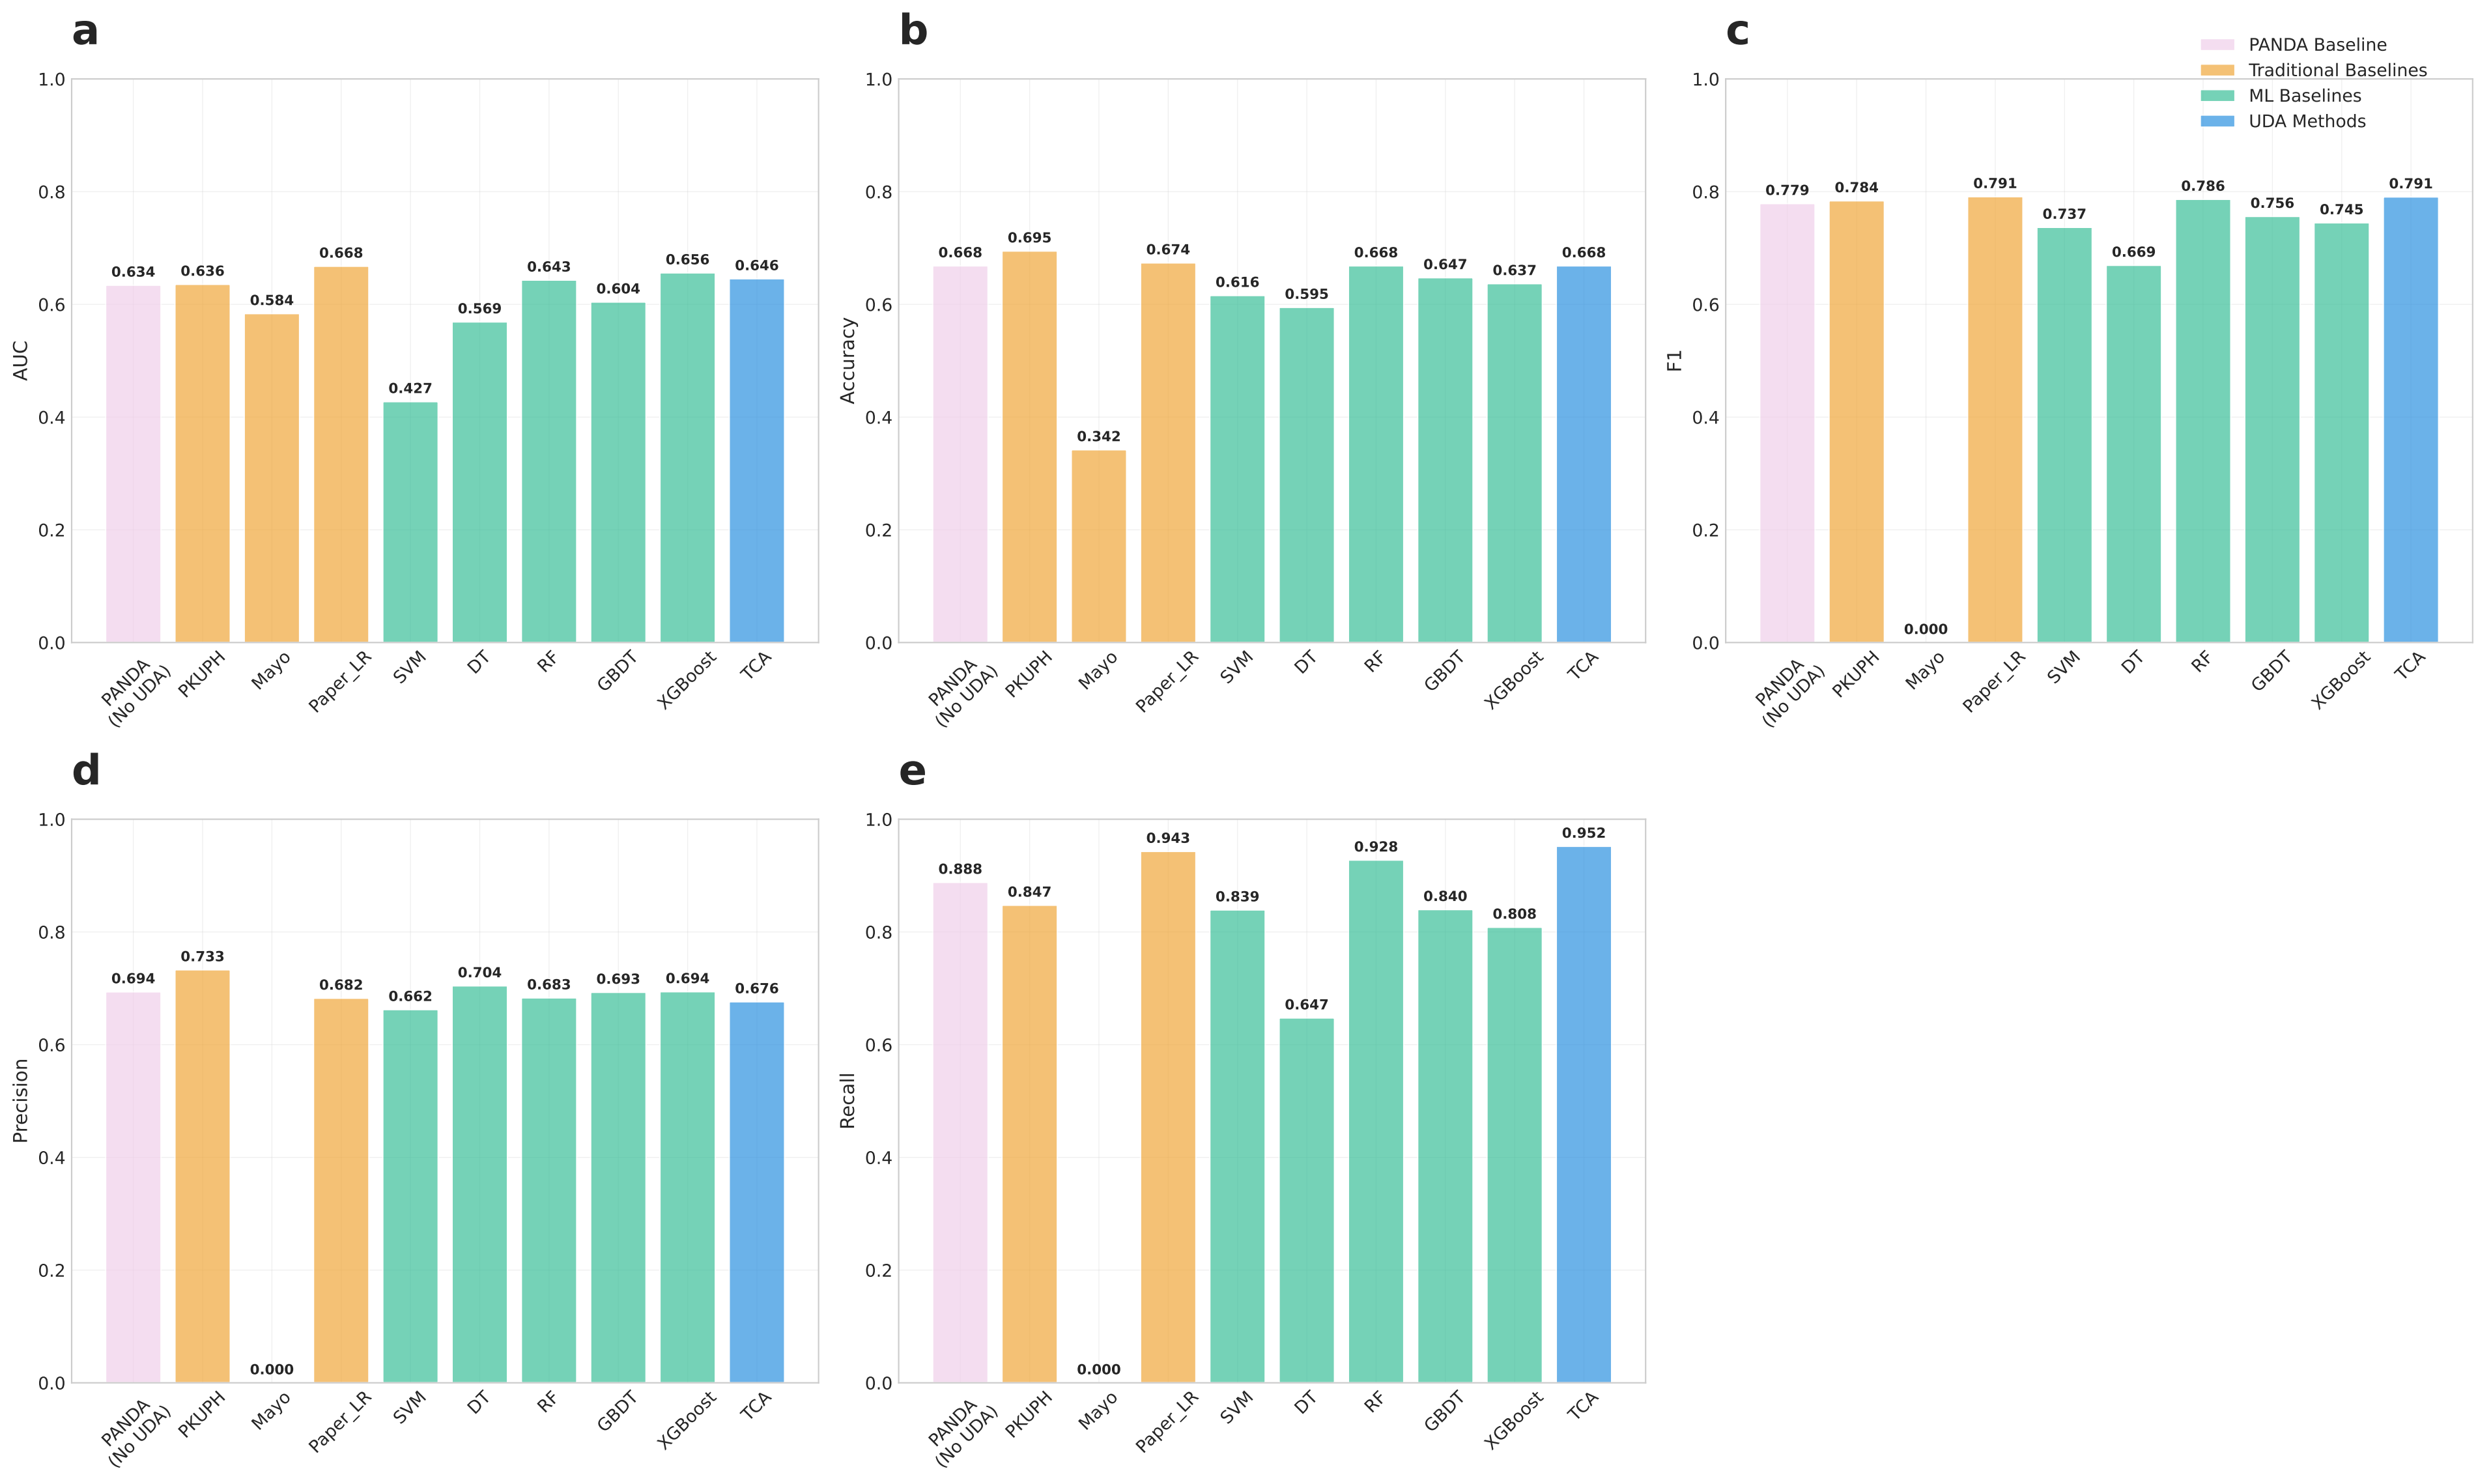 a
AUC
1.0
0.8
0.6
0.4
0.2
0.0
0.634
0.636
0.584
0.668
0.427
0.569
0.643
0.604
0.656
0.646
PANDA
(No UDA)
PKUPH
Mayo
Paper_LR
SVM
DT
RF
GBDT
XGBoost
TCA
b
Accuracy
1.0
0.8
0.6
0.4
0.2
0.0
0.668
0.695
0.342
0.674
0.616
0.595
0.668
0.647
0.637
0.668
PANDA
(No UDA)
PKUPH
Mayo
Paper_LR
SVM
DT
RF
GBDT
XGBoost
TCA
c
PANDA Baseline
Traditional Baselines
ML Baselines
UDA Methods
F1
1.0
0.8
0.6
0.4
0.2
0.0
0.779
0.784
0.000
0.791
0.737
0.669
0.786
0.756
0.745
0.791
PANDA
(No UDA)
PKUPH
Mayo
Paper_LR
SVM
DT
RF
GBDT
XGBoost
TCA
d
Precision
1.0
0.8
0.6
0.4
0.2
0.0
0.694
0.733
0.000
0.682
0.662
0.704
0.683
0.693
0.694
0.676
PANDA
(No UDA)
PKUPH
Mayo
Paper_LR
SVM
DT
RF
GBDT
XGBoost
TCA
e
Recall
1.0
0.8
0.6
0.4
0.2
0.0
0.888
0.847
0.000
0.943
0.839
0.647
0.928
0.840
0.808
0.952
PANDA
(No UDA)
PKUPH
Mayo
Paper_LR
SVM
DT
RF
GBDT
XGBoost
TCA